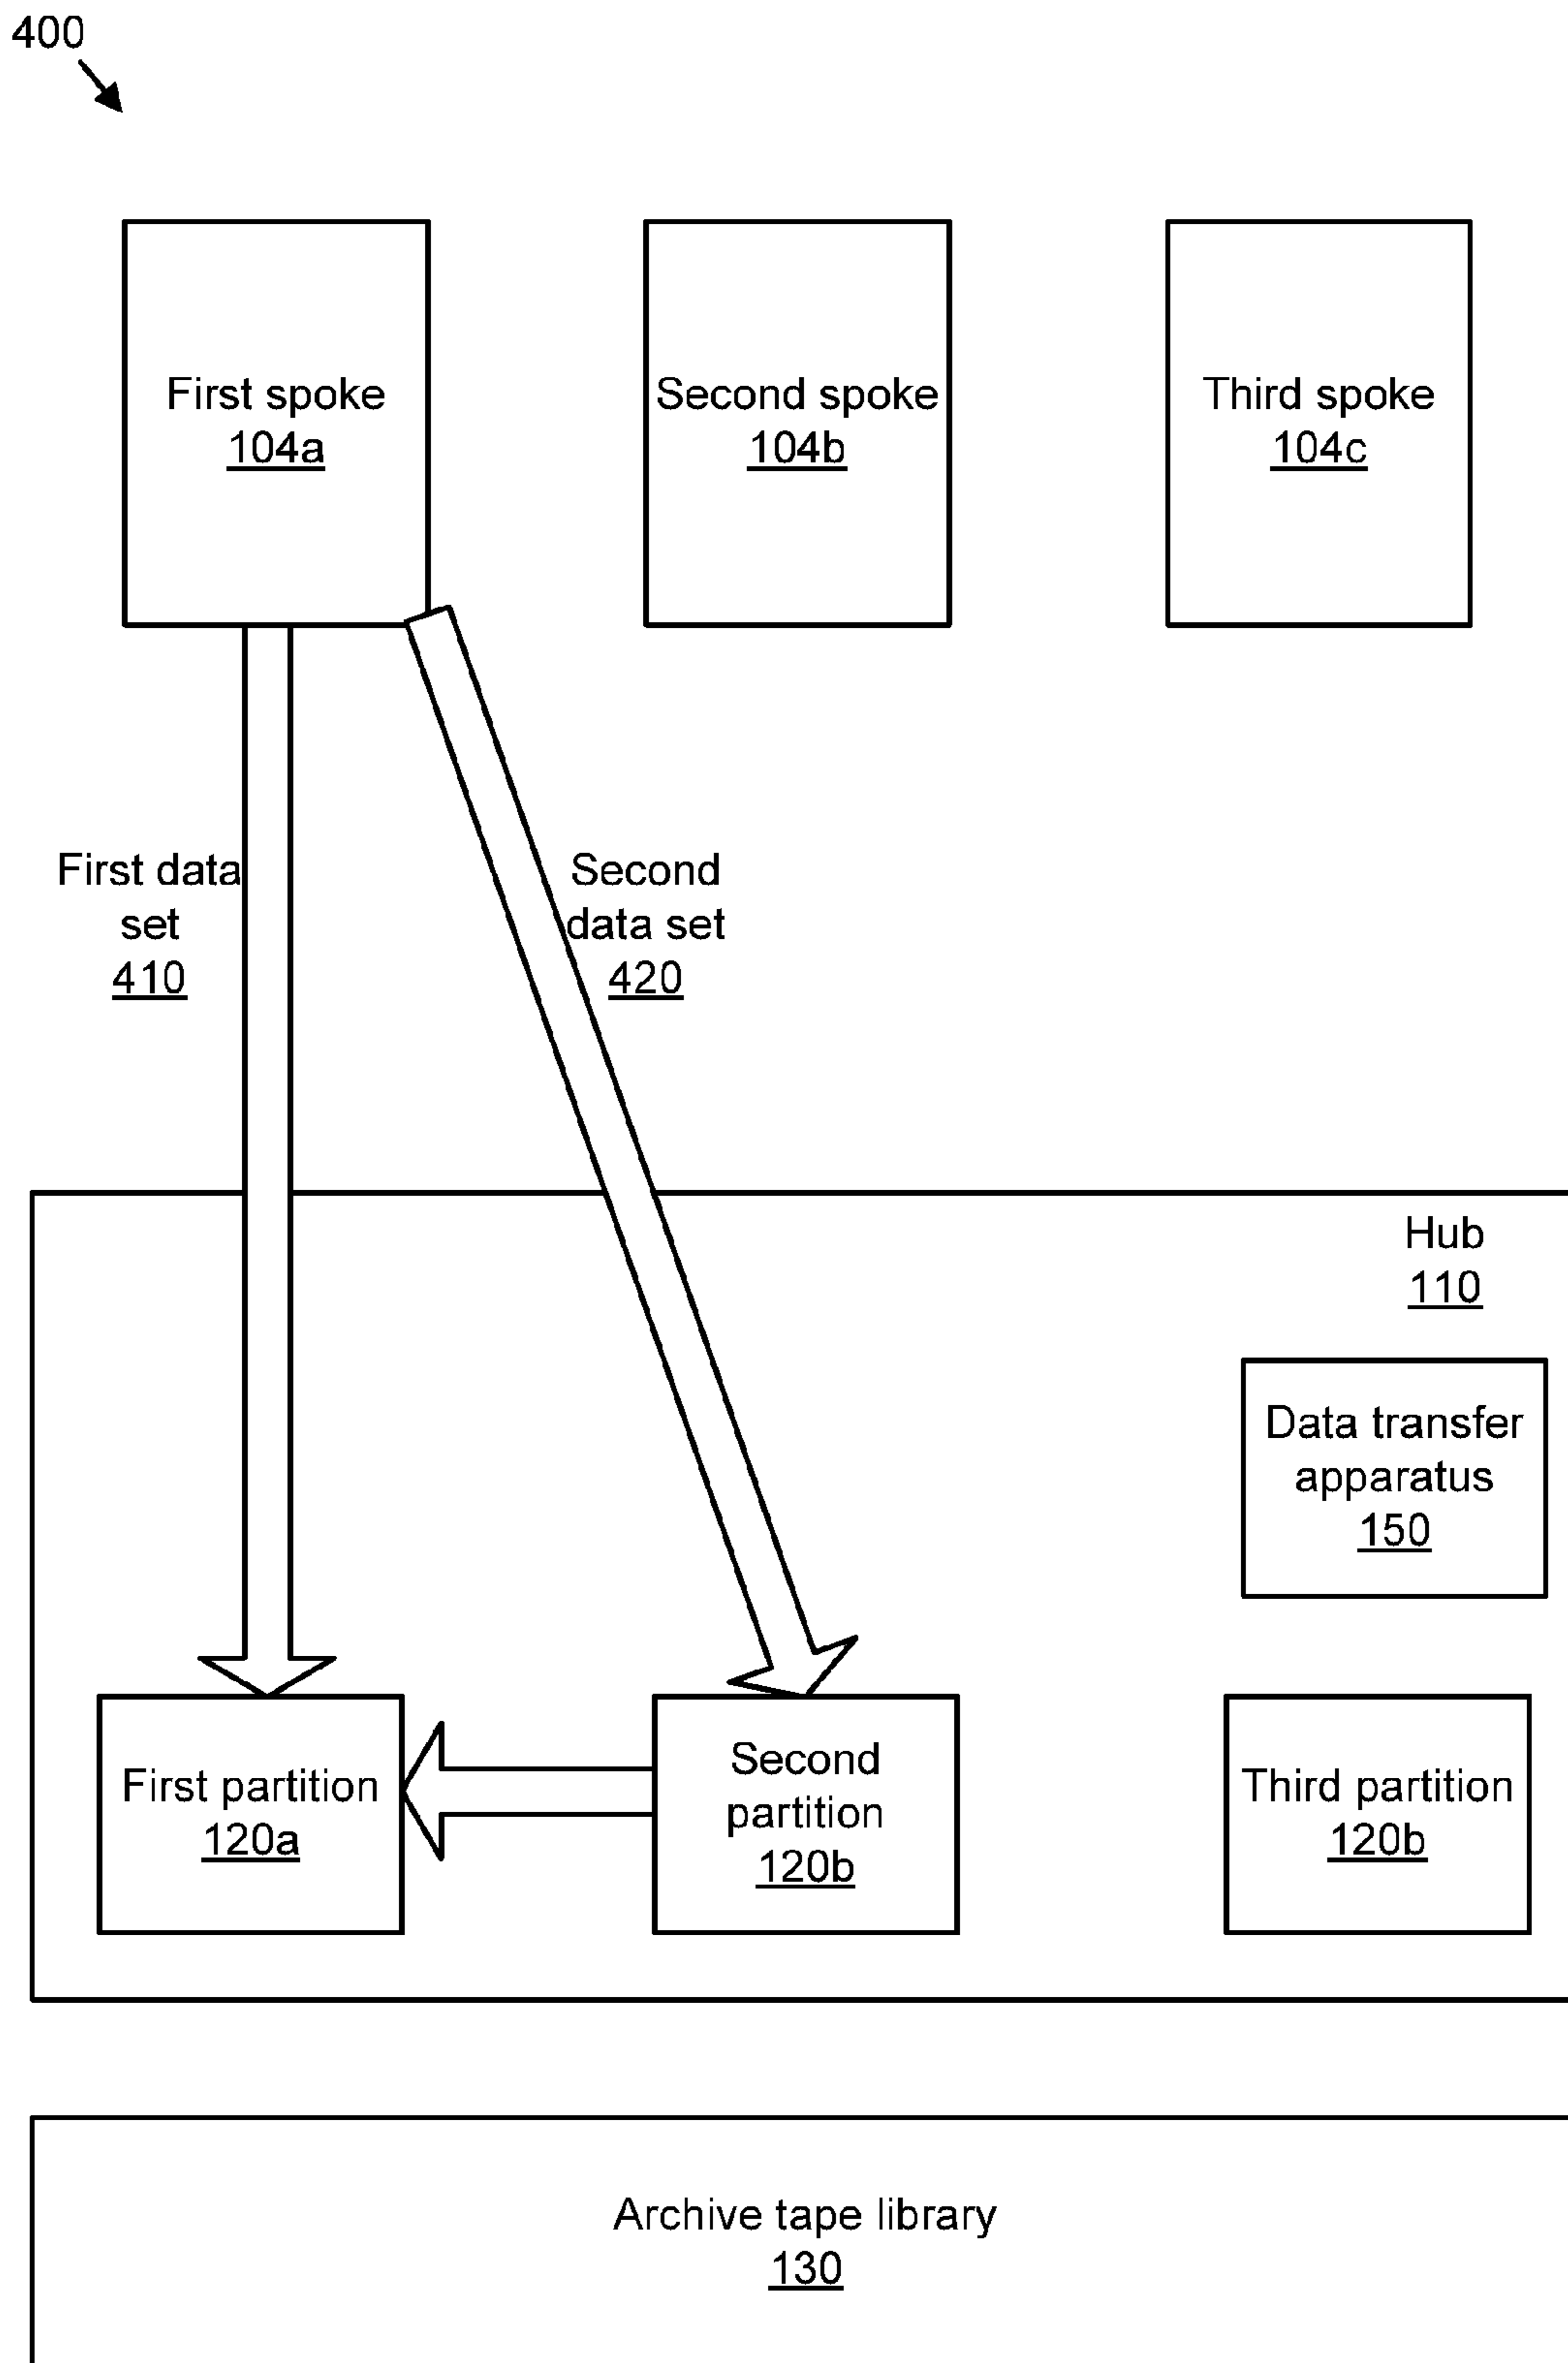 400
First spoke
104a
Second spoke
104b
Third spoke
104c
First data
set
410
Second
data set
420
Hub
110
Data transfer
apparatus
150
First partition
120a
Second
partition
120b
Third partition
120b
Archive tape library
130